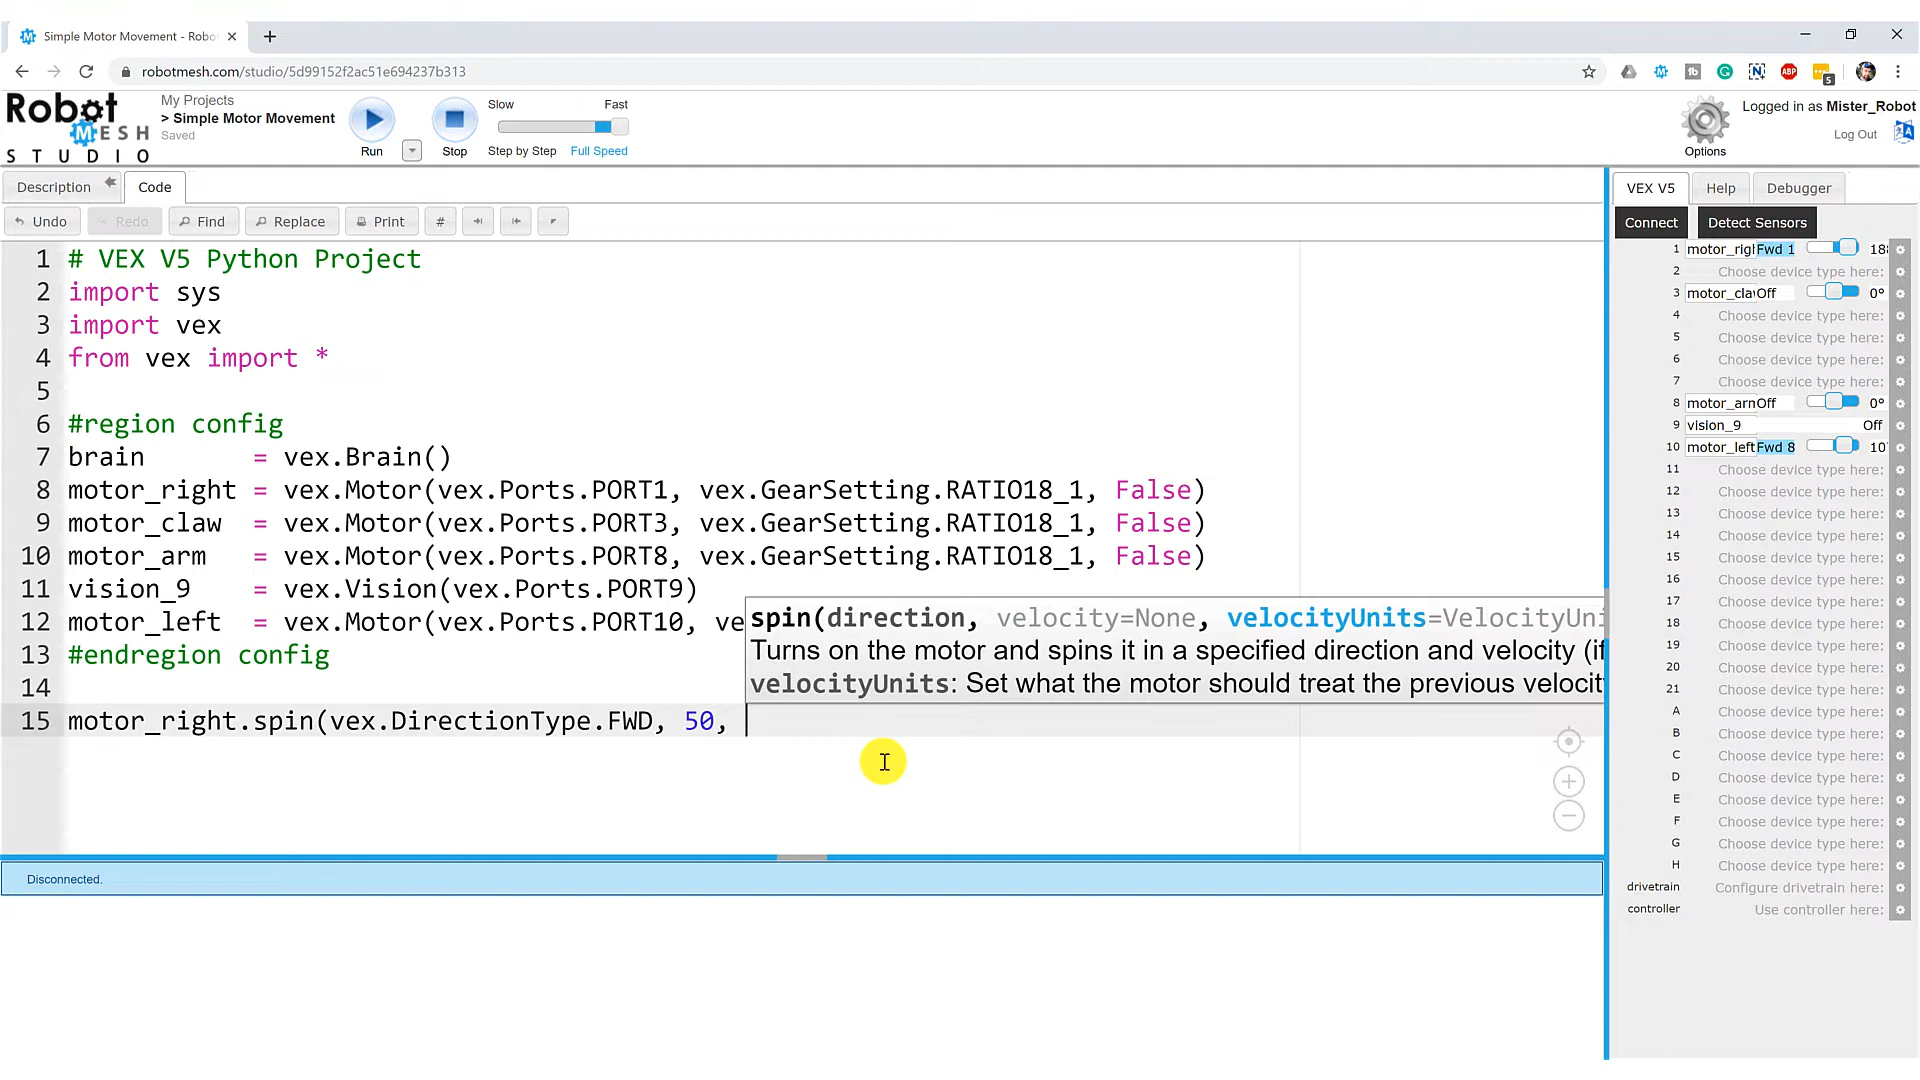 Simple Motor Movement - Robo
robotmesh.com/studio/5d99152f2ac51e694237b313
Robot
MESH
STUDIO
My Projects
> Simple Motor Movement
Saved
Run
Stop
Slow
Fast
Step by Step
Full Speed
Options
Logged in as Mister_Robot
Log Out
Description
Code
Undo
Redo
Find
Replace
Print
#
1 # VEX V5 Python Project
2 import sys
3 import vex
4 from vex import *
5
6 #region config
7 brain = vex.Brain()
8 motor_right = vex.Motor(vex.Ports.PORT1, vex.GearSetting.RATIO18_1, False)
9 motor_claw = vex.Motor(vex.Ports.PORT3, vex.GearSetting.RATIO18_1, False)
10 motor_arm = vex.Motor(vex.Ports.PORT8, vex.GearSetting.RATIO18_1, False)
11 vision_9 = vex.Vision(vex.Ports.PORT9)
12 motor_left = vex.Motor(vex.Ports.PORT10, ve
13 #endregion config
14
15 motor_right.spin(vex.DirectionType.FWD, 50,
spin(direction, velocity=None, velocityUnits=VelocityUni
Turns on the motor and spins it in a specified direction and velocity (if
velocityUnits: Set what the motor should treat the previous velocit
Disconnected.
VEX V5
Help
Debugger
Connect
Detect Sensors
1 motor_rig Fwd 1 18
2 Choose device type here:
3 motor_cla Off 0°
4 Choose device type here:
5 Choose device type here:
6 Choose device type here:
7 Choose device type here:
8 motor_arm Off 0°
9 vision_9 Off
10 motor_left Fwd 8 10
11 Choose device type here:
12 Choose device type here:
13 Choose device type here:
14 Choose device type here:
15 Choose device type here:
16 Choose device type here:
17 Choose device type here:
18 Choose device type here:
19 Choose device type here:
20 Choose device type here:
21 Choose device type here:
A Choose device type here:
B Choose device type here:
C Choose device type here:
D Choose device type here:
E Choose device type here:
F Choose device type here:
G Choose device type here:
H Choose device type here:
drivetrain Configure drivetrain here:
controller Use controller here: